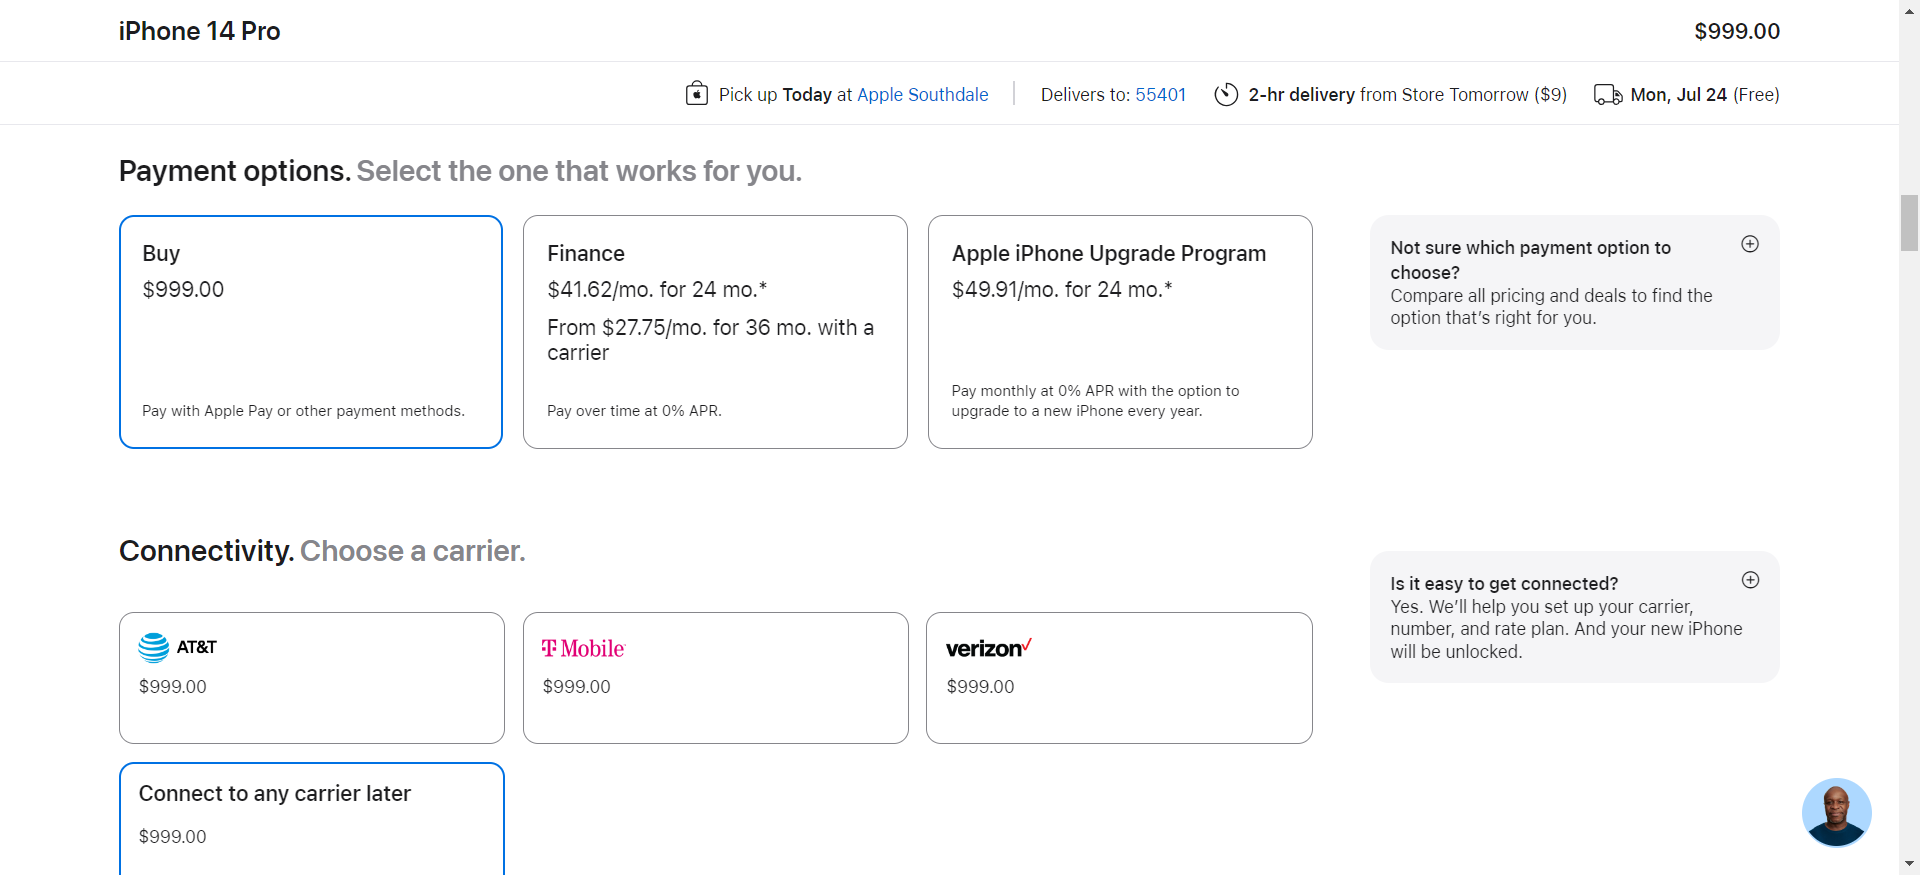 iPhone 14 Pro
$999.00
Pick up Today at Apple Southdale
Delivers to: 55401
2-hr delivery from Store Tomorrow ($9)
Mon, Jul 24 (Free)
Payment options. Select the one that works for you.
Buy
$999.00
Pay with Apple Pay or other payment methods.
Finance
$41.62/mo. for 24 mo.*
From $27.75/mo. for 36 mo. with a
carrier
Pay over time at 0% APR.
Apple iPhone Upgrade Program
$49.91/mo. for 24 mo.*
Pay monthly at 0% APR with the option to
upgrade to a new iPhone every year.
Not sure which payment option to
choose?
Compare all pricing and deals to find the
option that’s right for you.
Connectivity. Choose a carrier.
AT&T
$999.00
T Mobile
$999.00
verizon
$999.00
Connect to any carrier later
$999.00
Is it easy to get connected?
Yes. We’ll help you set up your carrier,
number, and rate plan. And your new iPhone
will be unlocked.